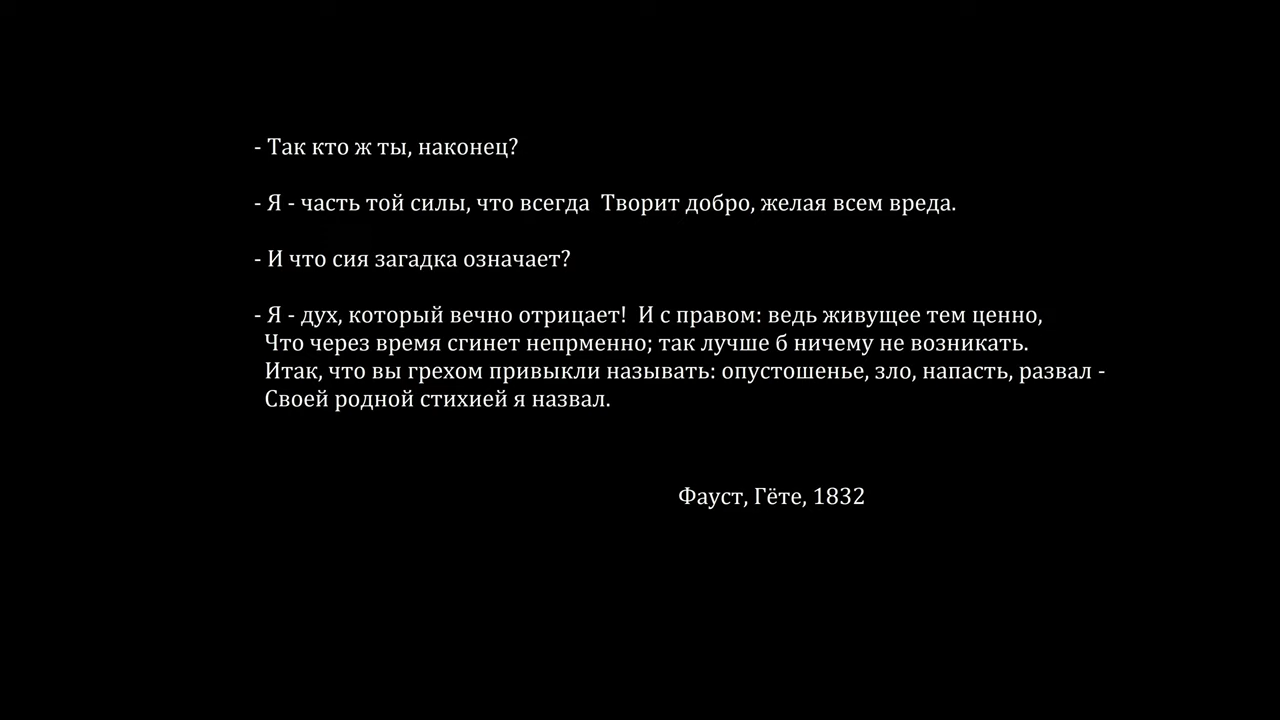 - Так кто ж ты, наконец?
- Я - часть той силы, что всегда  Творит добро, желая всем вреда.
- И что сия загадка означает?
- Я - дух, который вечно отрицает!  И с правом: ведь живущее тем ценно,
Что через время сгинет непрменно; так лучше б ничему не возникать.
Итак, что вы грехом привыкли называть: опустошенье, зло, напасть, развал -
Своей родной стихией я назвал.
Фауст, Гёте, 1832